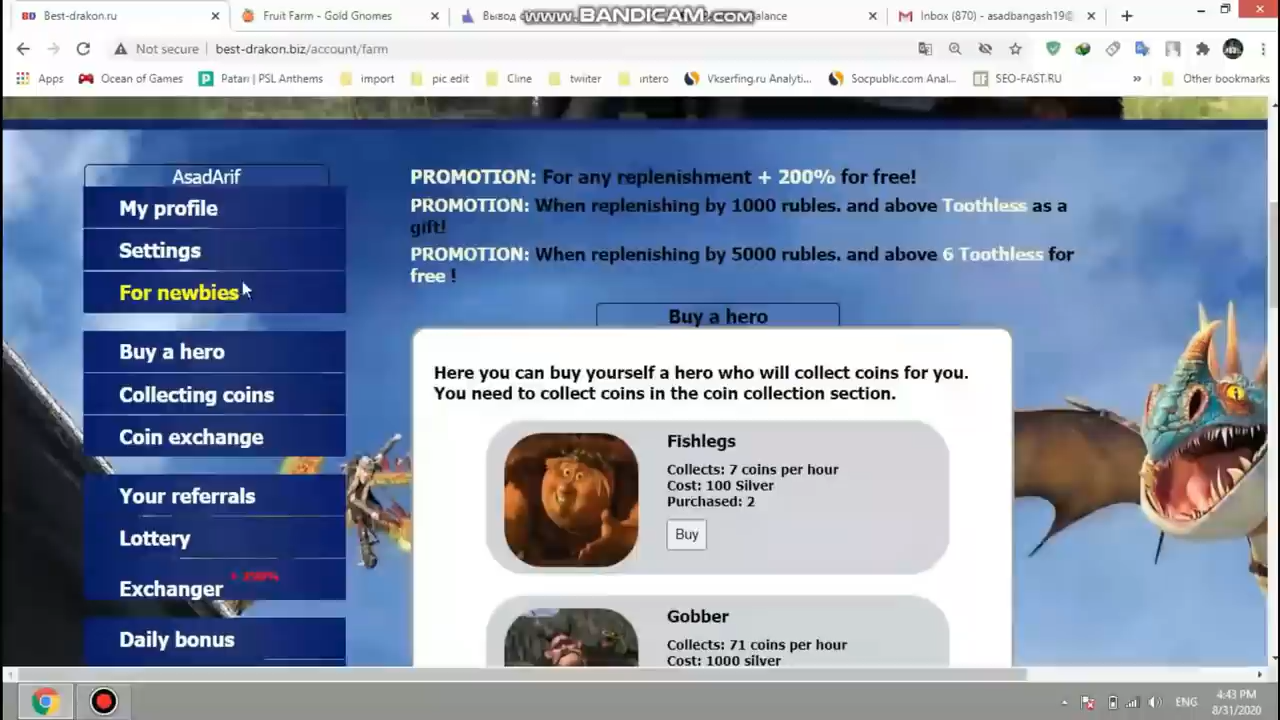 Best-drakon.ru
Fruit Farm - Gold Gnomes
Вывод
www.BANDICAM.com
alance
Inbox (870) - asadbangash19@
Not secure
best-drakon.biz/account/farm
Apps
Ocean of Games
Patari | PSL Anthems
import
pic edit
Cline
twiiter
intero
Vkserfing.ru Analyti...
Socpublic.com Anal...
SEO-FAST.RU
»
Other bookmarks
AsadArif
My profile
Settings
For newbies
Buy a hero
Collecting coins
Coin exchange
Your referrals
Lottery
Exchanger
Daily bonus
PROMOTION: For any replenishment + 200% for free!
PROMOTION: When replenishing by 1000 rubles. and above Toothless as a
gift!
PROMOTION: When replenishing by 5000 rubles. and above 6 Toothless for
free !
Buy a hero
Here you can buy yourself a hero who will collect coins for you.
You need to collect coins in the coin collection section.
Fishlegs
Collects: 7 coins per hour
Cost: 100 Silver
Purchased: 2
Buy
Gobber
Collects: 71 coins per hour
Cost: 1000 silver
ENG
4:43 PM
8/31/2020